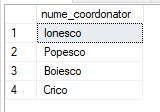 nume_coordonator
1 Ionesco
2 Popesco
3 Boiesco
4 Crico